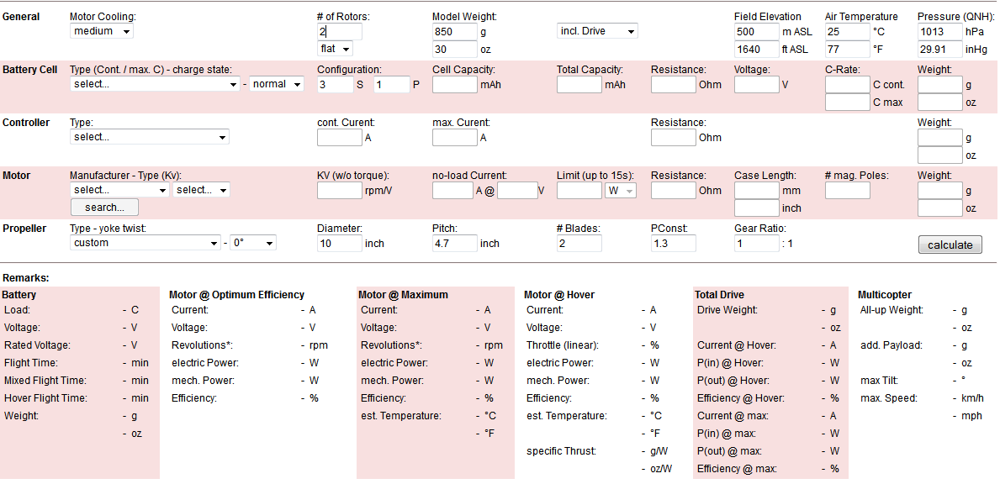 General Motor Cooling: # of Rotors: Model Weight: Field Elevation Air Temperature Pressure (QNH):
medium 2 850 g incl. Drive 500 m ASL 25 °C 1013 hPa
flat 30 oz 1640 ft ASL 77 °F 29.91 inHg
Battery Cell Type (Cont. / max. C) - charge state: Configuration: Cell Capacity: Total Capacity: Resistance: Voltage: C-Rate: Weight:
select... - normal 3 S 1 P mAh mAh Ohm V C cont. g
C max oz
Controller Type: cont. Curent: max. Curent: Resistance: Weight:
select... A A Ohm g
oz
Motor Manufacturer - Type (Kv): KV (w/o torque): no-load Current: Limit (up to 15s): Resistance: Case Length: # mag. Poles: Weight:
select... select... rpm/V A @ V W Ohm mm g
search... inch oz
Propeller Type - yoke twist: Diameter: Pitch: # Blades: PConst: Gear Ratio:
custom - 0° 10 inch 4.7 inch 2 1.3 1 : 1 calculate
Remarks:
Battery Motor @ Optimum Efficiency Motor @ Maximum Motor @ Hover Total Drive Multicopter
Load: - C Current: - A Current: - A Current: - A Drive Weight: - g All-up Weight: - g
Voltage: - V Voltage: - V Voltage: - V Voltage: - V - oz - oz
Rated Voltage: - V Revolutions*: - rpm Revolutions*: - rpm Throttle (linear): - % Current @ Hover: - A add. Payload: - g
Flight Time: - min electric Power: - W electric Power: - W electric Power: - W P(in) @ Hover: - W - oz
Mixed Flight Time: - min mech. Power: - W mech. Power: - W mech. Power: - W P(out) @ Hover: - W max Tilt: - °
Hover Flight Time: - min Efficiency: - % Efficiency: - % Efficiency: - % Efficiency @ Hover: - % max. Speed: - km/h
Weight: - g est. Temperature: - °C est. Temperature: - °C Current @ max: - A - mph
- oz - °F - °F P(in) @ max: - W
specific Thrust: - g/W P(out) @ max: - W
- oz/W Efficiency @ max: - %